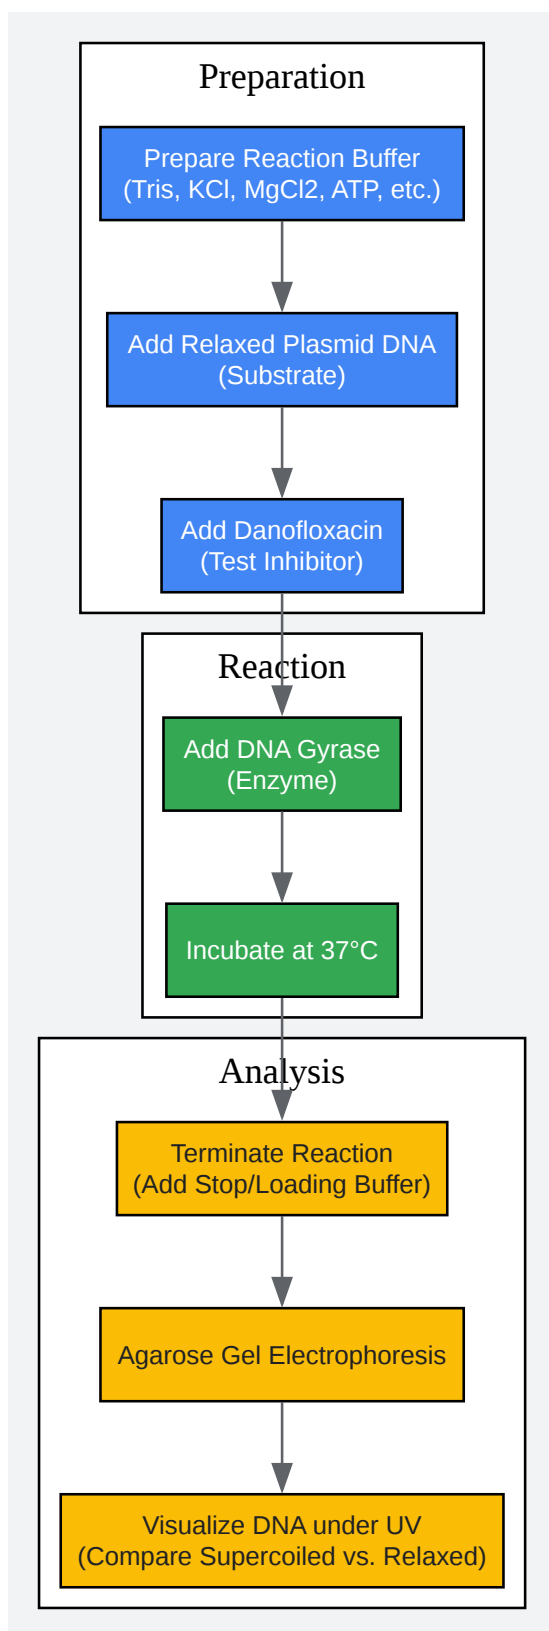 Preparation
Prepare Reaction Buffer
(Tris, KCl, MgCl2, ATP, etc.)
Add Relaxed Plasmid DNA
(Substrate)
Add Danofloxacin
(Test Inhibitor)
Reaction
Add DNA Gyrase
(Enzyme)
Incubate at 37°C
Analysis
Terminate Reaction
(Add Stop/Loading Buffer)
Agarose Gel Electrophoresis
Visualize DNA under UV
(Compare Supercoiled vs. Relaxed)